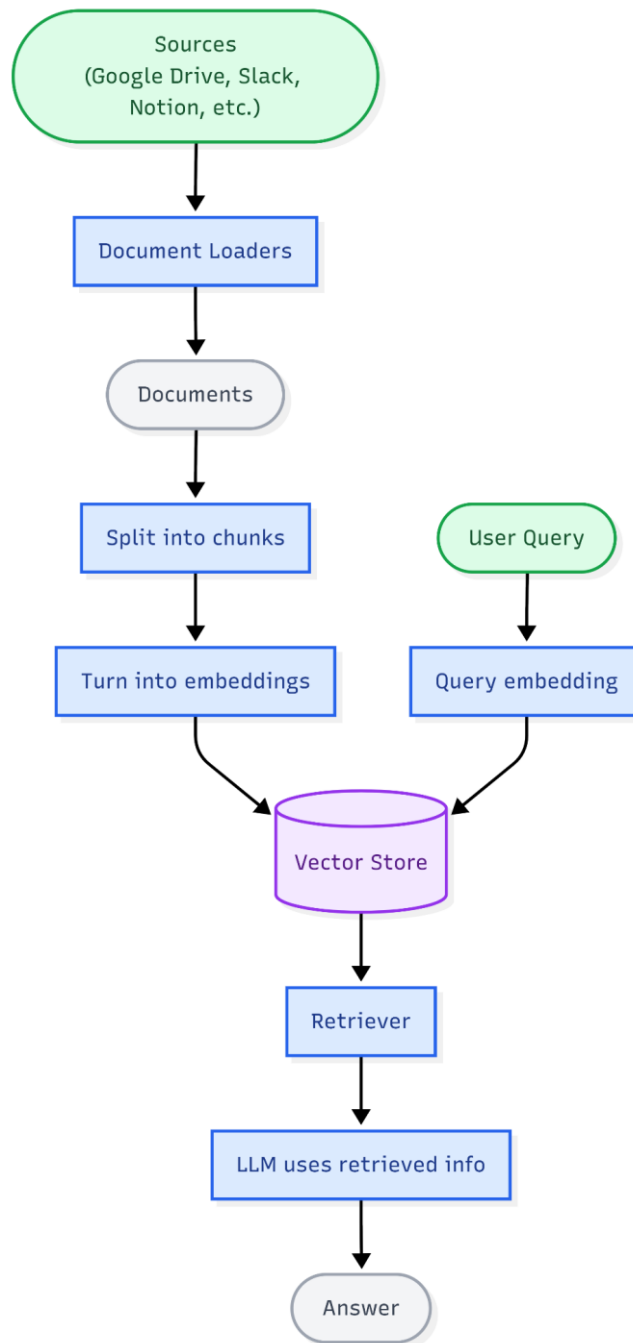 Sources
(Google Drive, Slack,
Notion, etc.)
Document Loaders
Documents
Split into chunks
User Query
Turn into embeddings
Query embedding
Vector Store
Retriever
LLM uses retrieved info
Answer